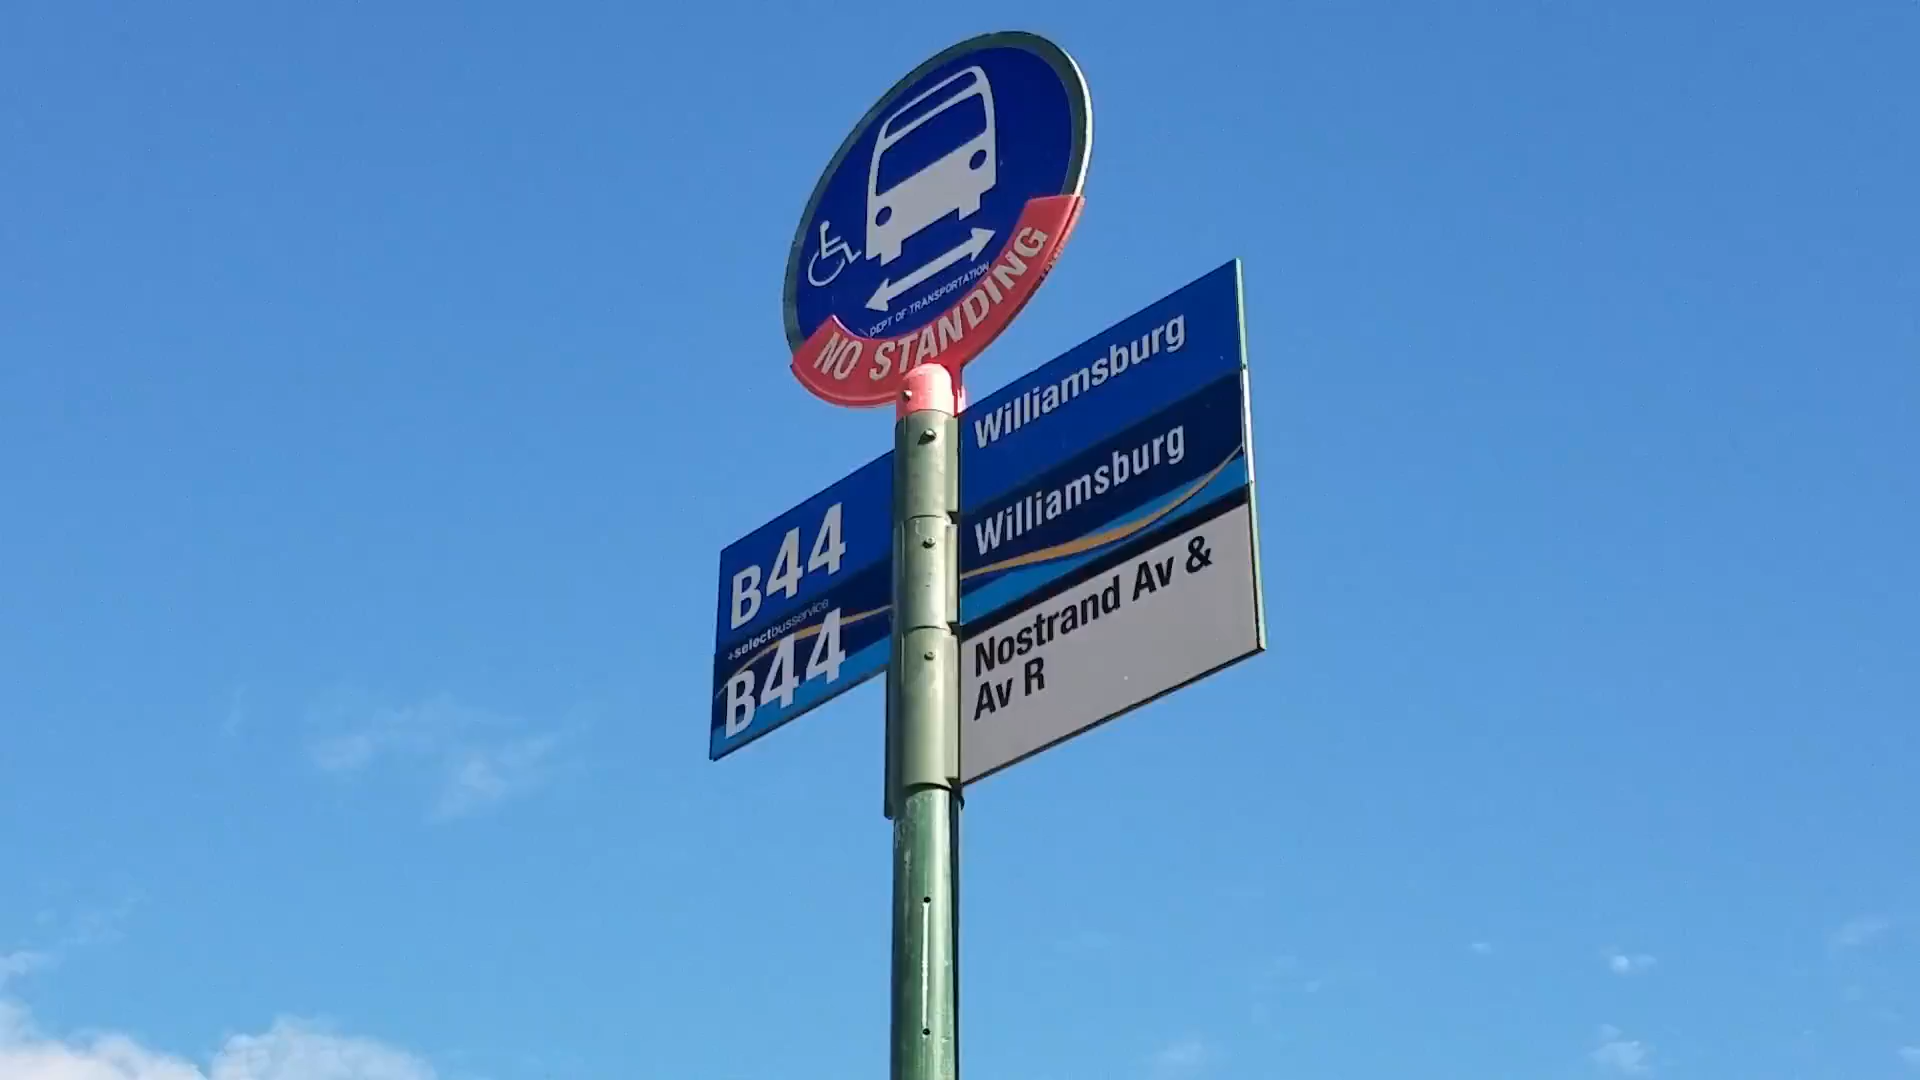 DEPT OF TRANSPORTATION
NO STANDING
B44
Williamsburg
+selectbusservice
B44
Williamsburg
Nostrand Av &
Av R